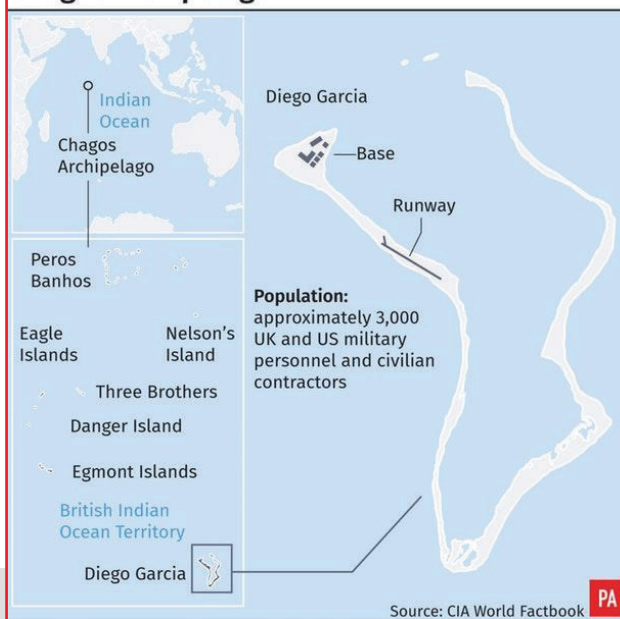 Indian
Ocean
Chagos
Archipelago
Peros
Banhos
Eagle
Islands
Nelson's
Island
Three Brothers
Danger Island
Egmont Islands
British Indian
Ocean Territory
Diego Garcia
Diego Garcia
Base
Runway
Population:
approximately 3,000
UK and US military
personnel and civilian
contractors
Source: CIA World Factbook
PA